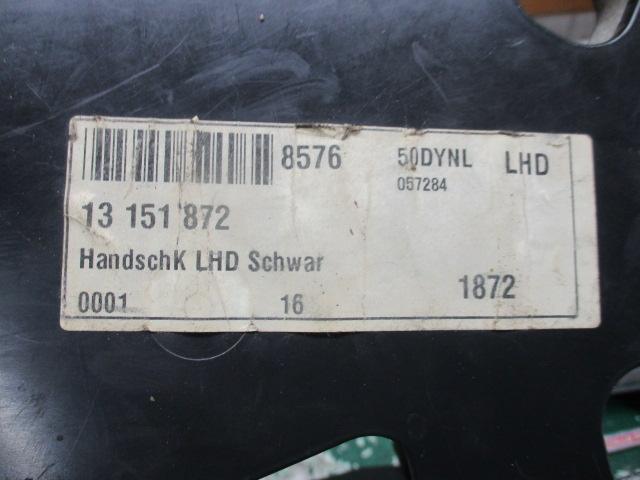 8576 50DYNL LHD
057284
13 151 872
HandschK LHD Schwar
1872
0001 16